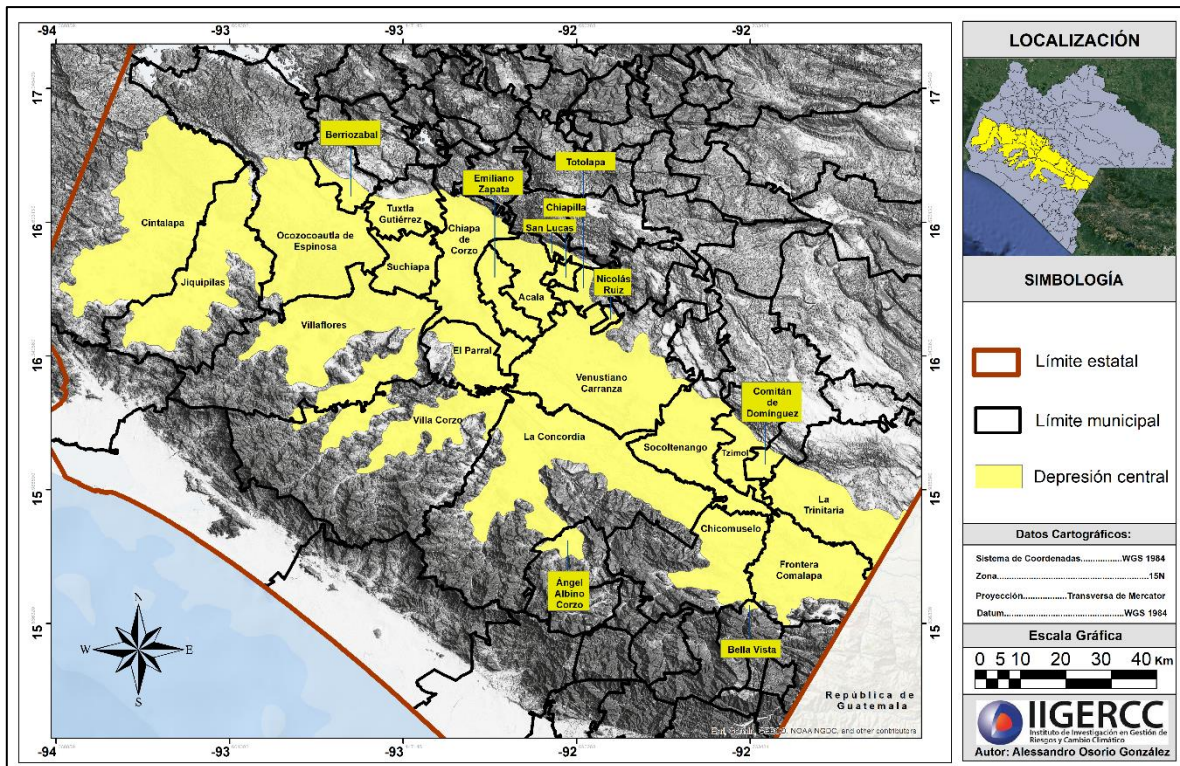 -94
-93
-93
-92
-92
17
16
16
15
15
17
16
16
15
15
-94
-93
-93
-92
-92
Berriozabal
Totolapa
Emiliano
Zapata
Chiapilla
San Lucas
Nicolás
Ruiz
Cintalapa
Jiquipilas
Ocozocoautla de
Espinosa
Tuxtla
Gutiérrez
Chiapa
de
Corzo
Suchiapa
Acala
Villaflores
El Parral
Venustiano
Carranza
Comitán
de
Domínguez
Villa Corzo
La Concordia
Socoltenango
Tzimol
La
Trinitaria
Chicomuselo
Frontera
Comalapa
Ángel
Albino
Corzo
Bella Vista
República de
Guatemala
N
W
E
S
NOAA NGDC, and other contributors
LOCALIZACIÓN
SIMBOLOGÍA
Límite estatal
Límite municipal
Depresión central
Datos Cartográficos:
Sistema de Coordenadas................WGS 1984
Zona.....................................................15N
Proyección..................Transversa de Mercator
Datum.........................................WGS 1984
Escala Gráfica
0 5 10 20 30 40 Km
IIGERCC
Instituto de Investigación en Gestión de
Riesgos y Cambio Climático
Autor: Alessandro Osorio González